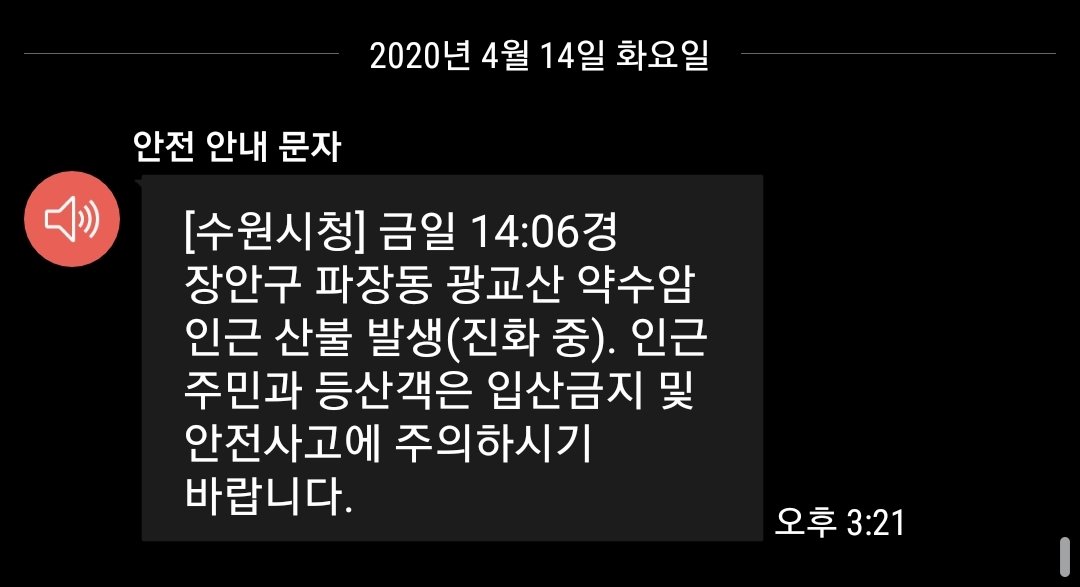 2020년 4월 14일 화요일
안전 안내 문자
[수원시청] 금일 14:06경
장안구 파장동 광교산 약수암
인근 산불 발생(진화 중). 인근
주민과 등산객은 입산금지 및
안전사고에 주의하시기
바랍니다.
오후 3:21